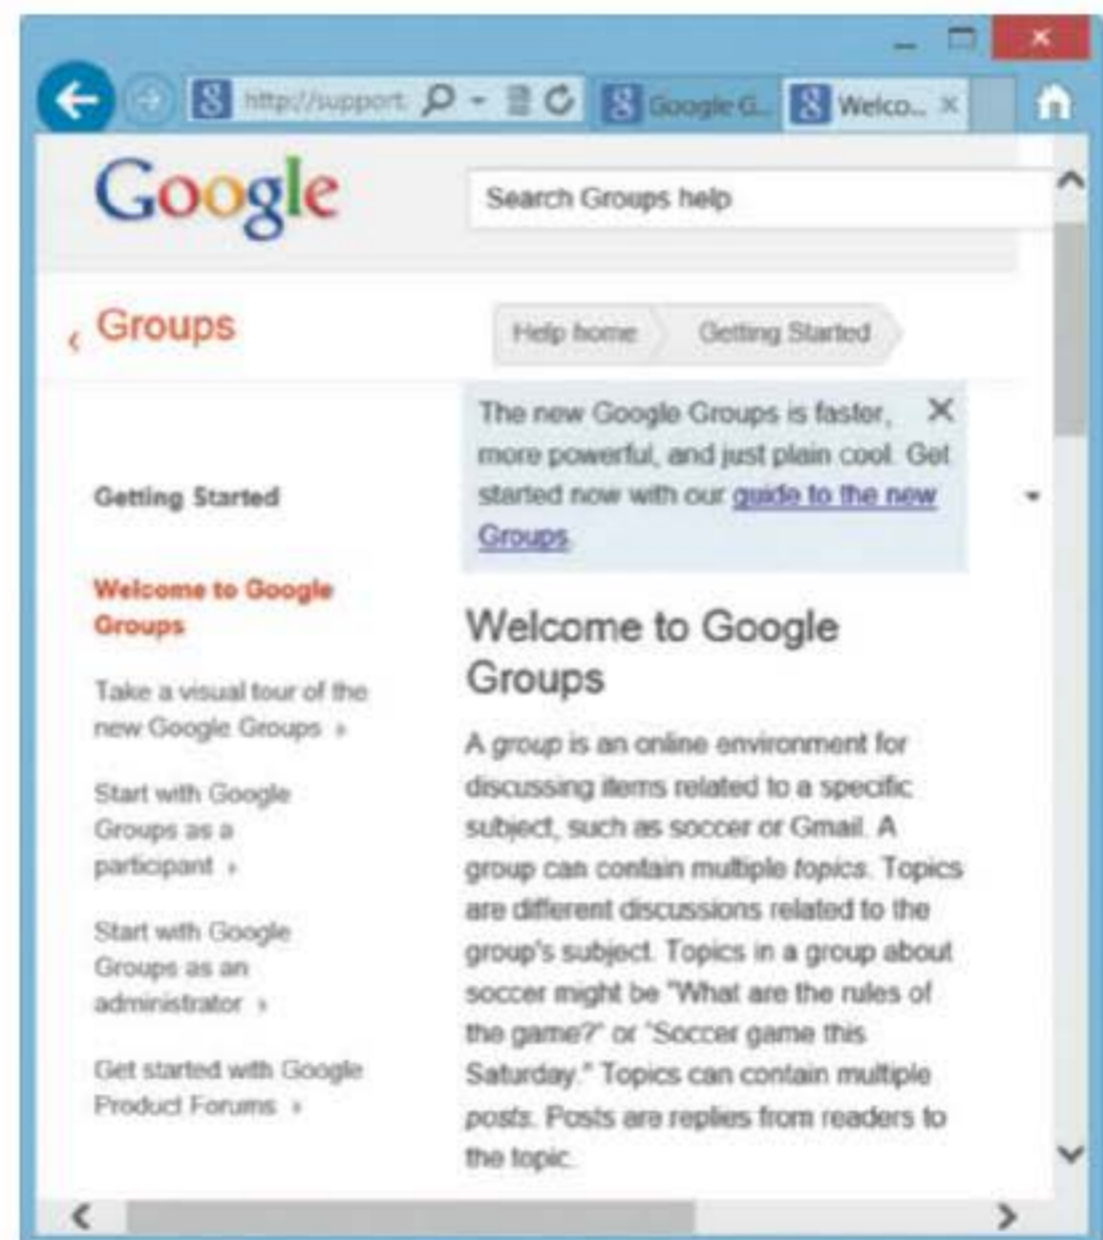 http://support.
Google G...
Welco...
Google
Search Groups help
Groups
Help home
Getting Started
Getting Started
Welcome to Google
Groups
Take a visual tour of the
new Google Groups »
Start with Google
Groups as a
participant »
Start with Google
Groups as an
administrator »
Get started with Google
Product Forums »
The new Google Groups is faster,
more powerful, and just plain cool. Get
started now with our guide to the new
Groups.
Welcome to Google
Groups
A group is an online environment for
discussing items related to a specific
subject, such as soccer or Gmail. A
group can contain multiple topics. Topics
are different discussions related to the
group's subject. Topics in a group about
soccer might be "What are the rules of
the game?" or "Soccer game this
Saturday." Topics can contain multiple
posts. Posts are replies from readers to
the topic.